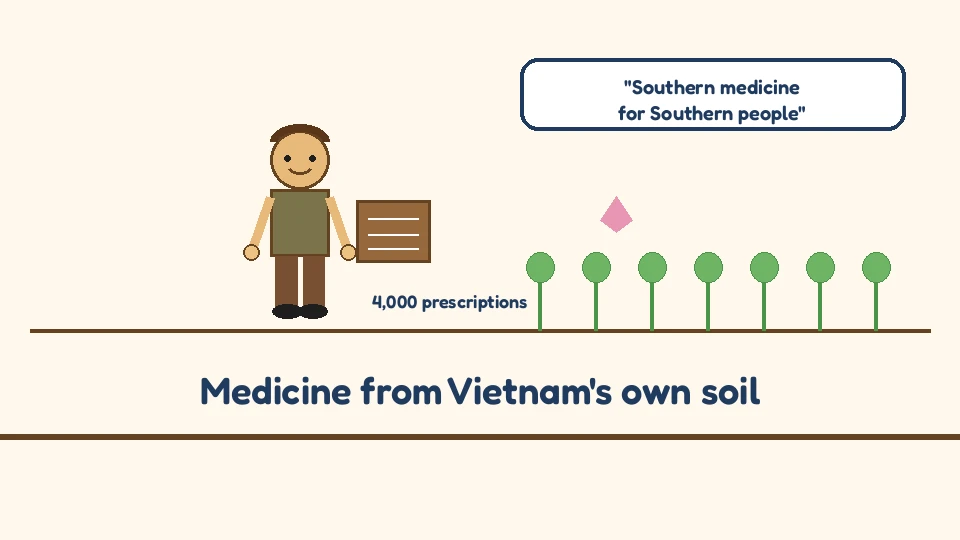 "Southern medicine
for Southern people"
4,000 prescriptions
Medicine from Vietnam's own soil